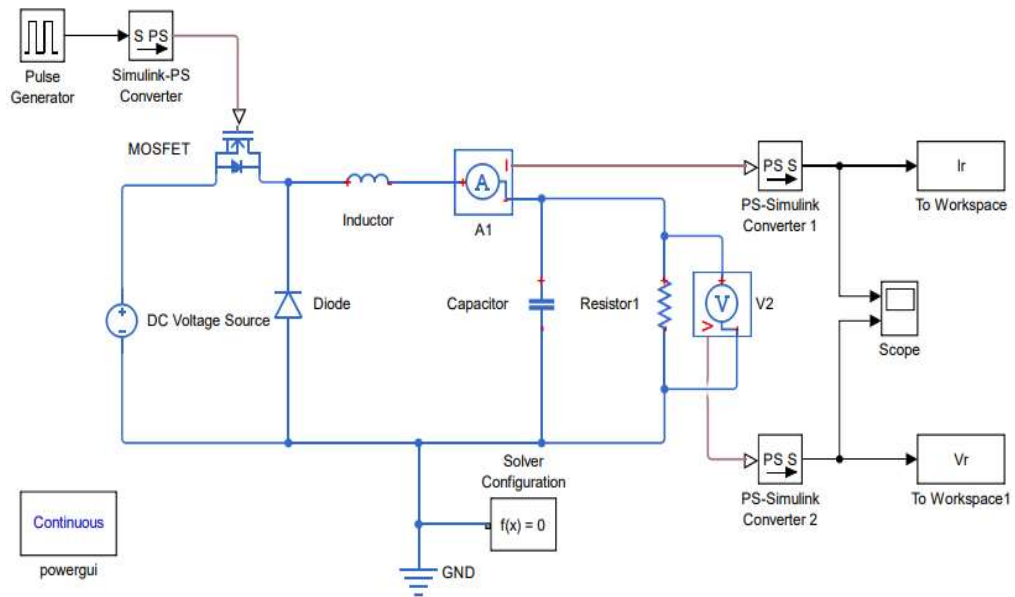 S PS
Pulse
Generator
Simulink-PS
Converter
MOSFET
A
I
PS S
Ir
Inductor
A1
PS-Simulink
Converter 1
To Workspace
DC Voltage Source
Diode
Capacitor
Resistor1
V
V
V2
Scope
PS S
Vr
Solver
Configuration
PS-Simulink
Converter 2
To Workspace1
Continuous
f(x) = 0
powergui
GND